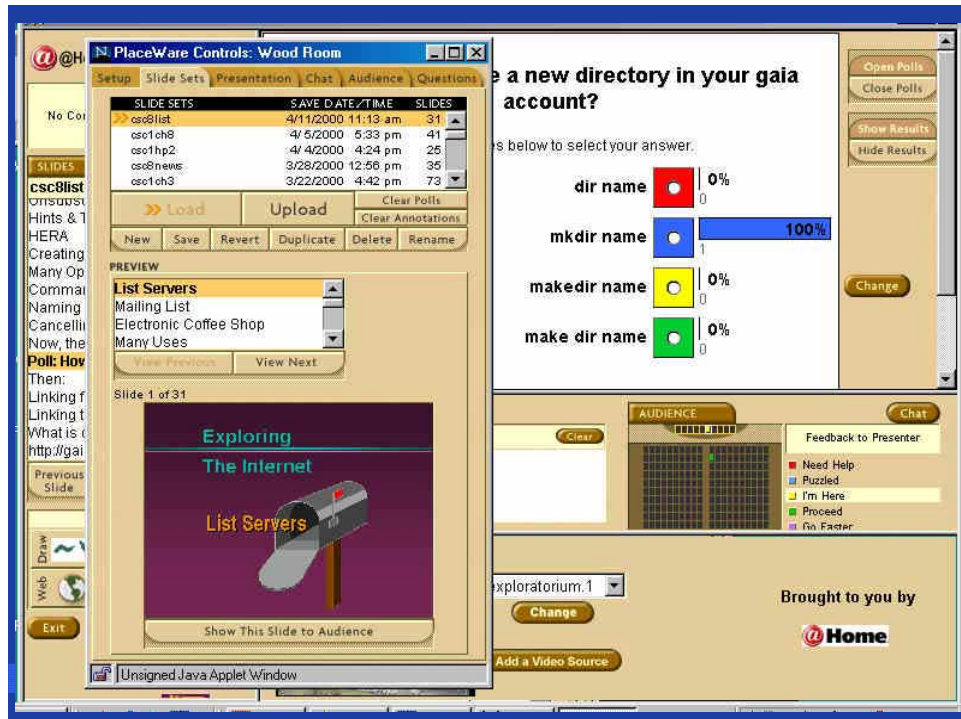 @H
No Co
SLIDES
csc8list
Hints & T
HERA
Creating
Many Op
Comma
Naming
Cancelli
Now, the
Poll: How
Then:
Linking f
Linking t
What is
http://gai
Previous
Slide
Draw
Web
Exit
PlaceWare Controls: Wood Room
Setup Slide Sets Presentation Chat Audience Questions
SLIDE SETS SAVE DATE/TIME SLIDES
csc8list 4/11/2000 11:13 am 31
csc1ch8 4/ 5/2000 5:33 pm 41
csc1hp2 4/ 4/2000 4:24 pm 25
csc8news 3/28/2000 12:56 pm 35
csc1ch3 3/22/2000 4:42 pm 73
Load Upload Clear Polls
Clear Annotations
New Save Revert Duplicate Delete Rename
PREVIEW
List Servers
Mailing List
Electronic Coffee Shop
Many Uses
View Previous View Next
Slide 1 of 31
Exploring
The Internet
List Servers
Show This Slide to Audience
Unsigned Java Applet Window
e a new directory in your gaia
account?
s below to select your answer.
dir name 0%
0
mkdir name 100%
1
makedir name 0%
0
make dir name 0%
0
Open Polls
Close Polls
Show Results
Hide Results
Change
Clear
AUDIENCE
Chat
Feedback to Presenter
Need Help
Puzzled
I'm Here
Proceed
Go Faster
exploratorium.1
Change
Add a Video Source
Brought to you by
@Home